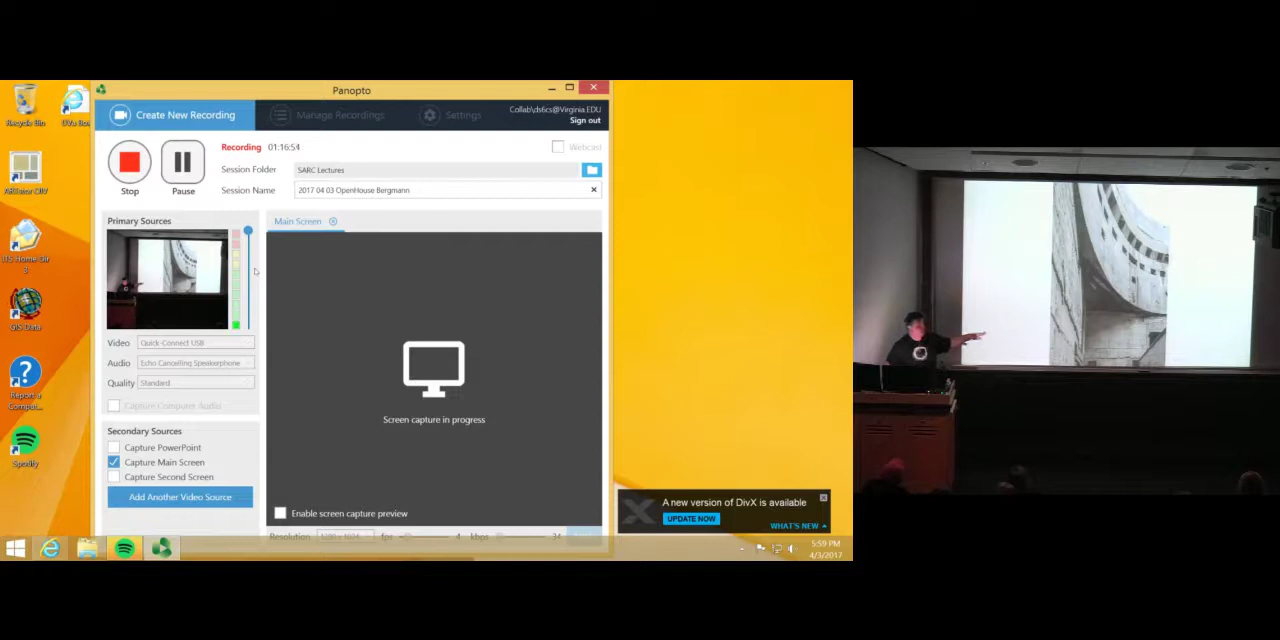 Panopto
Recycle Bin
Create New Recording
Manage Recordings
Settings
Collab\ds6cs@Virginia.EDU
Sign out
Recording 01:16:54
Webcast
Session Folder
SARC Lectures
Session Name
2017 04 03 OpenHouse Bergmann
Stop
Pause
Primary Sources
Main Screen
Video
Quick-Connect USB
Audio
Echo Cancelling Speakerphone
Quality
Standard
Capture Computer Audio
Screen capture in progress
Secondary Sources
Capture PowerPoint
Capture Main Screen
Capture Second Screen
Add Another Video Source
Enable screen capture preview
Resolution
fps
4
kbps
GIS Data
Report a
Spotify
A new version of DivX is available
UPDATE NOW
WHAT'S NEW
5:59 PM
4/3/2017